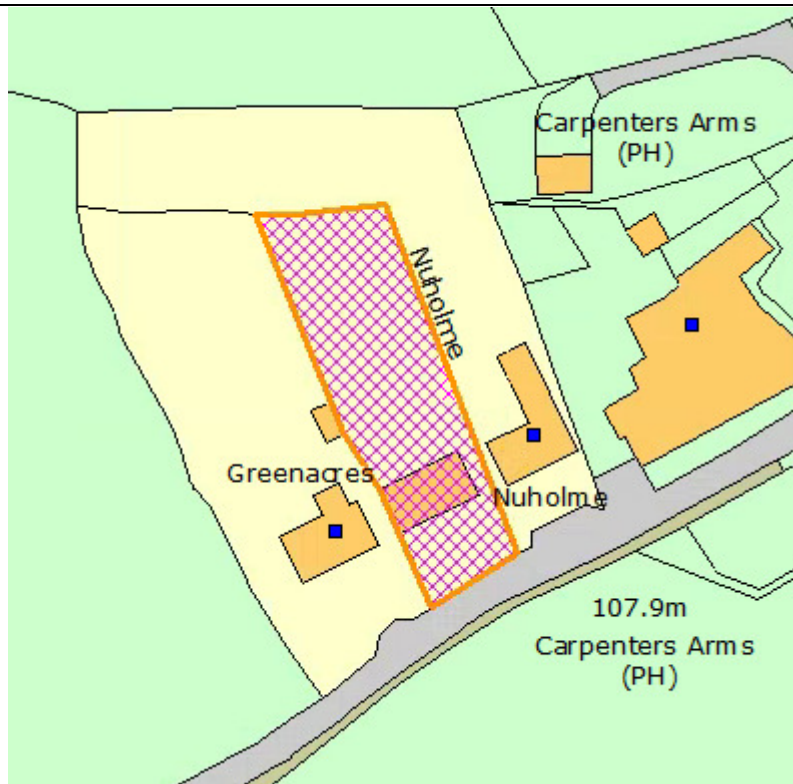 Carpenters Arms
(PH)
Nuholme
Greenacres
Nuholme
107.9m
Carpenters Arms
(PH)